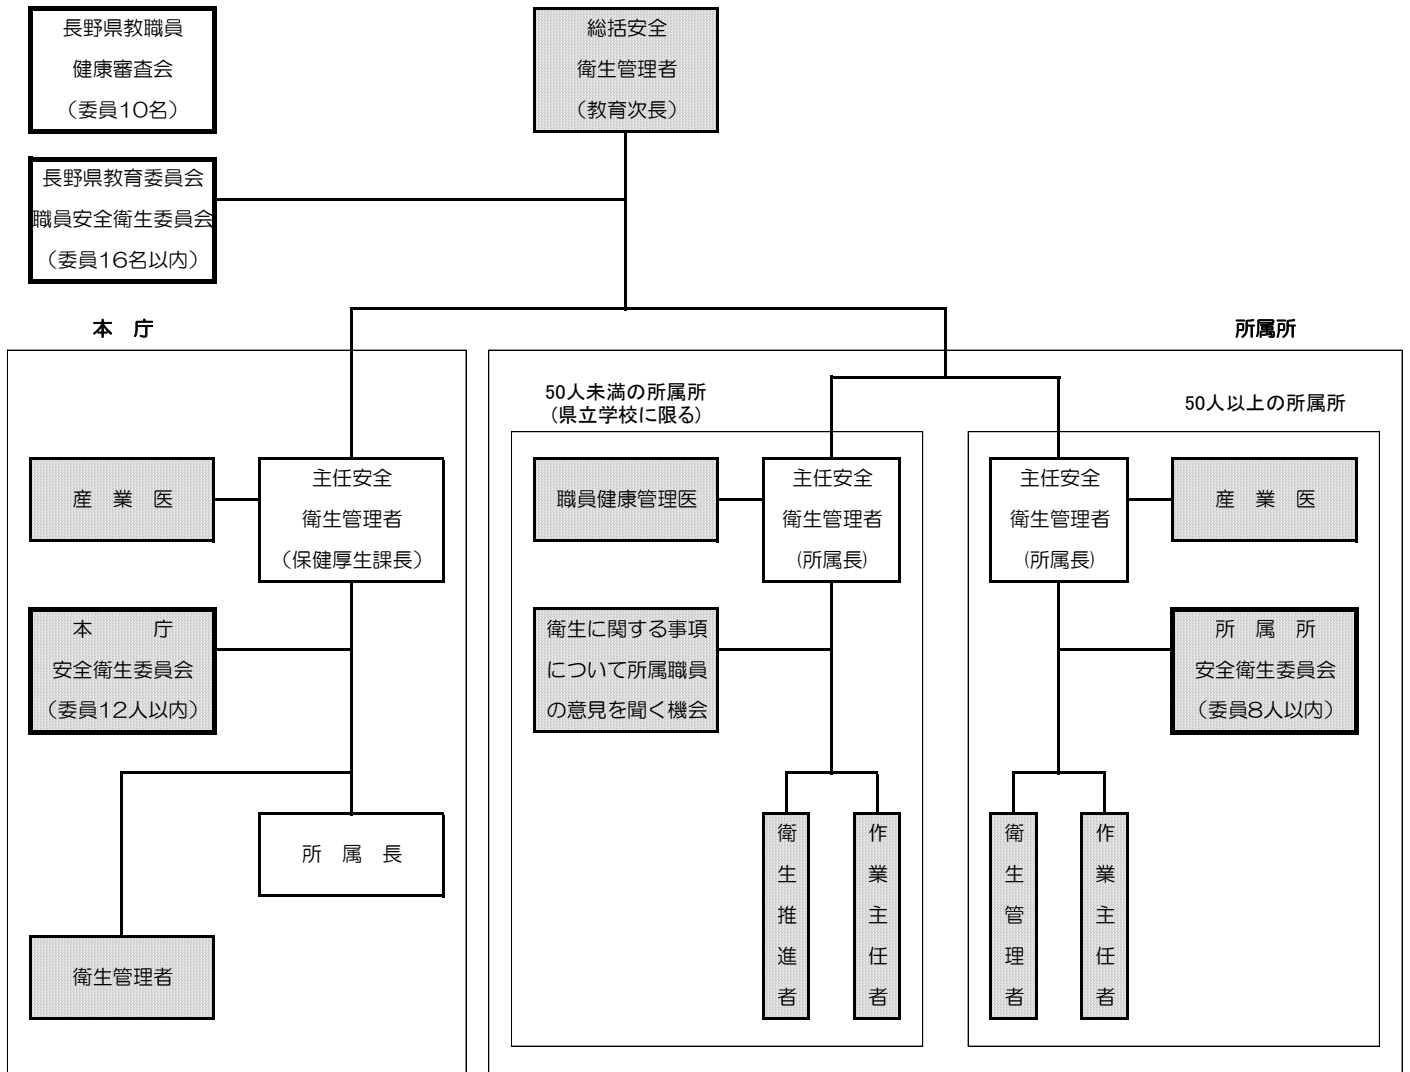 長野県教職員
健康審査会
（委員10名）
総括安全
衛生管理者
（教育次長）
長野県教育委員会
職員安全衛生委員会
（委員16名以内）
本　庁
所属所
50人未満の所属所
(県立学校に限る)
50人以上の所属所
産　業　医
主任安全
衛生管理者
（保健厚生課長）
職員健康管理医
主任安全
衛生管理者
(所属長)
主任安全
衛生管理者
(所属長)
産　業　医
本　　　庁
安全衛生委員会
（委員12人以内）
衛生に関する事項
について所属職員
の意見を聞く機会
所　属　所
安全衛生委員会
（委員8人以内）
所　属　長
衛生管理者
衛生推進者
作業主任者
衛生管理者
作業主任者